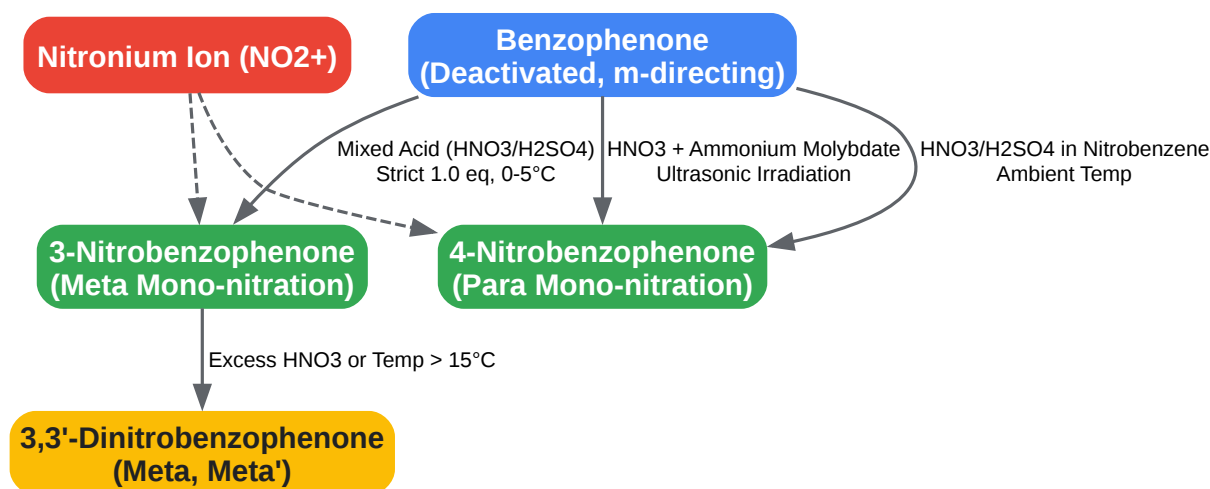 Nitronium Ion (NO2+)
Benzophenone
(Deactivated, m-directing)
Mixed Acid (HNO3/H2SO4)
Strict 1.0 eq, 0-5°C
HNO3 + Ammonium Molybdate
Ultrasonic Irradiation
HNO3/H2SO4 in Nitrobenzene
Ambient Temp
3-Nitrobenzophenone
(Meta Mono-nitration)
4-Nitrobenzophenone
(Para Mono-nitration)
Excess HNO3 or Temp > 15°C
3,3'-Dinitrobenzophenone
(Meta, Meta')